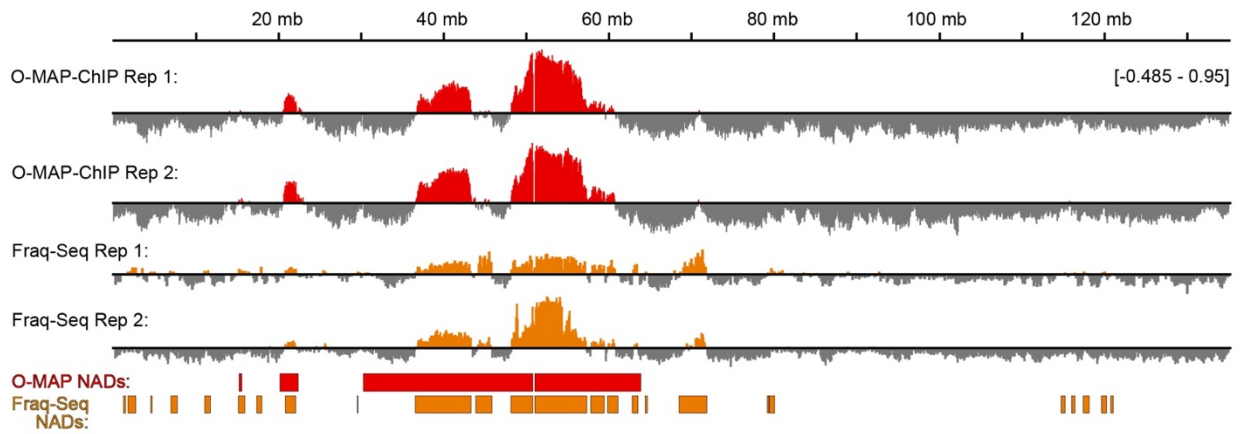 20 mb 40 mb 60 mb 80 mb 100 mb 120 mb
O-MAP-ChIP Rep 1: [-0.485 - 0.95]
O-MAP-ChIP Rep 2:
Fraq-Seq Rep 1:
Fraq-Seq Rep 2:
O-MAP NADs:
Fraq-Seq
NADs: